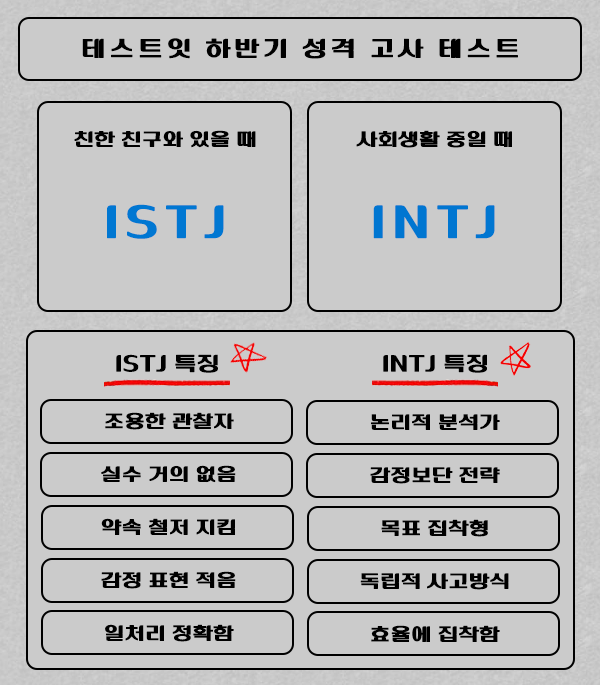 테스트잇 하반기 성격 고사 테스트
친한 친구와 있을 때
사회생활 중일 때
ISTJ
INTJ
ISTJ 특징
INTJ 특징
조용한 관찰자
논리적 분석가
실수 거의 없음
감정보단 전략
약속 철저 지킴
목표 집착형
감정 표현 적음
독립적 사고방식
일처리 정확함
효율에 집착함